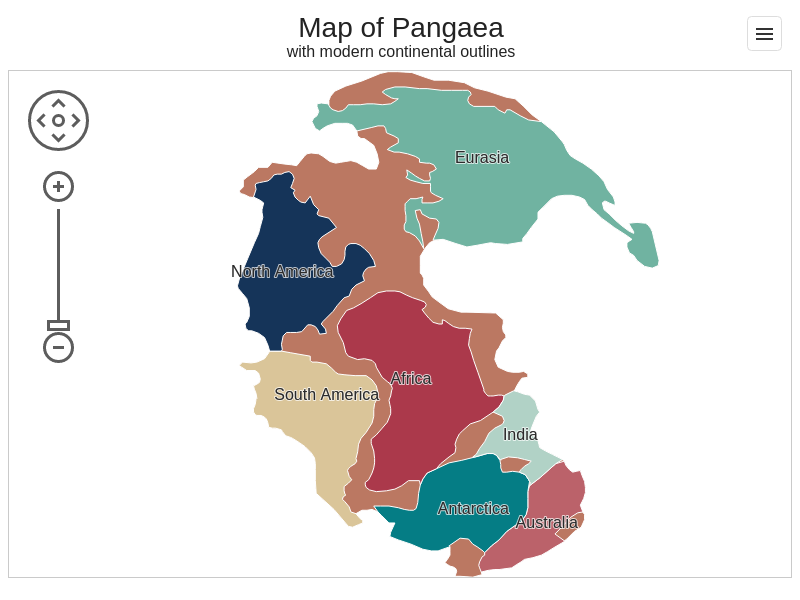 Map of Pangaea
with modern continental outlines
Eurasia
North America
Africa
South America
India
Antarctica
Australia